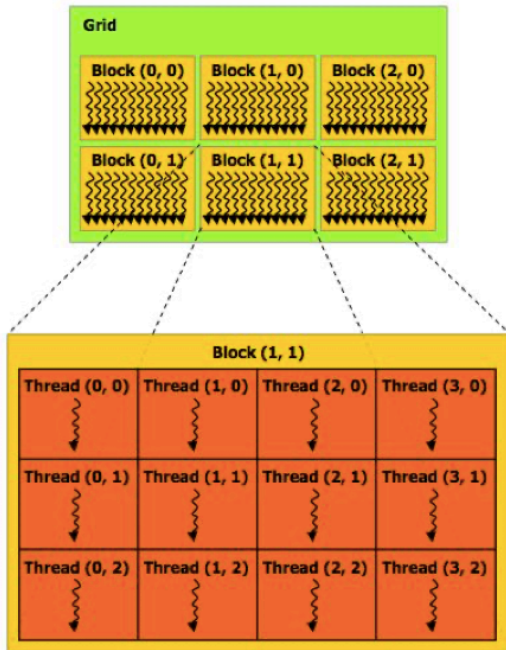 Grid
Block (0, 0) Block (1, 0) Block (2, 0)
Block (0, 1) Block (1, 1) Block (2, 1)
Block (1, 1)
Thread (0, 0) Thread (1, 0) Thread (2, 0) Thread (3, 0)
Thread (0, 1) Thread (1, 1) Thread (2, 1) Thread (3, 1)
Thread (0, 2) Thread (1, 2) Thread (2, 2) Thread (3, 2)